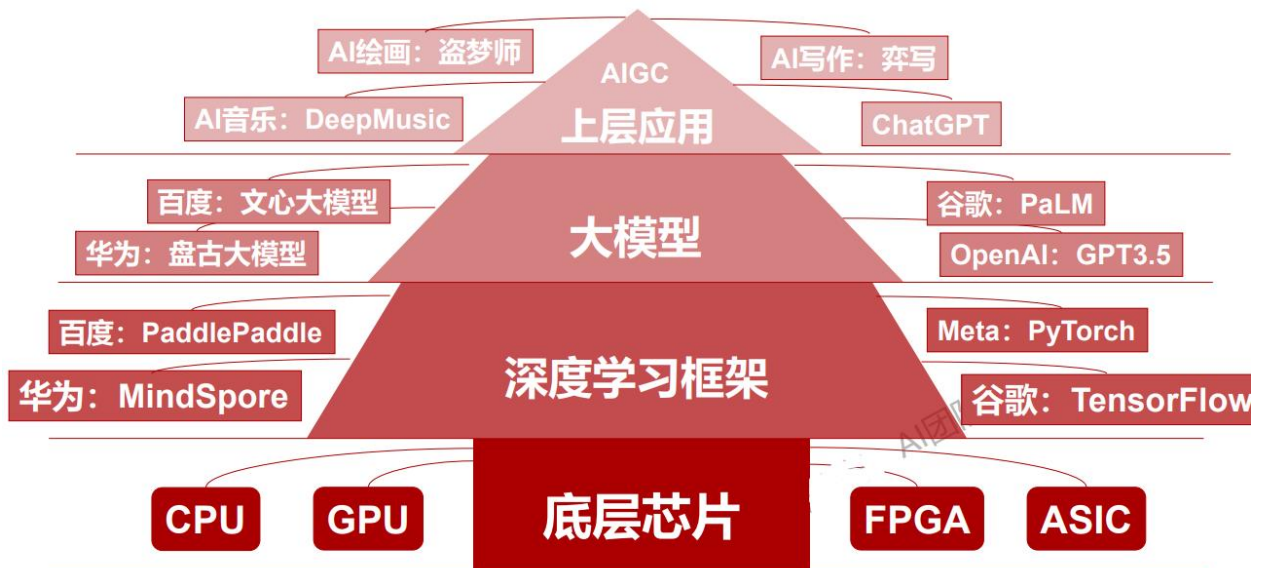 AI绘画：盗梦师
AI写作：弈写
AIGC
AI音乐：DeepMusic
上层应用
ChatGPT
百度：文心大模型
谷歌：PaLM
大模型
华为：盘古大模型
OpenAI：GPT3.5
百度：PaddlePaddle
Meta：PyTorch
深度学习框架
华为：MindSpore
谷歌：TensorFlow
AI团
CPU
GPU
底层芯片
FPGA
ASIC